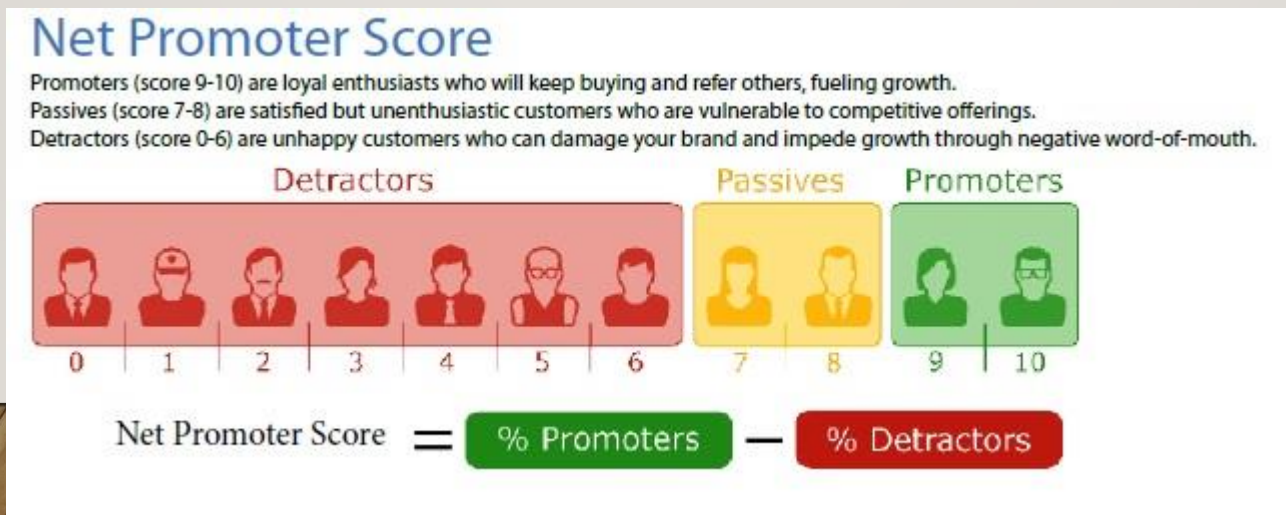 Net Promoter Score
Promoters (score 9-10) are loyal enthusiasts who will keep buying and refer others, fueling growth.
Passives (score 7-8) are satisfied but unenthusiastic customers who are vulnerable to competitive offerings.
Detractors (score 0-6) are unhappy customers who can damage your brand and impede growth through negative word-of-mouth.
Detractors Passives Promoters
0 1 2 3 4 5 6 7 8 9 10
Net Promoter Score = % Promoters − % Detractors